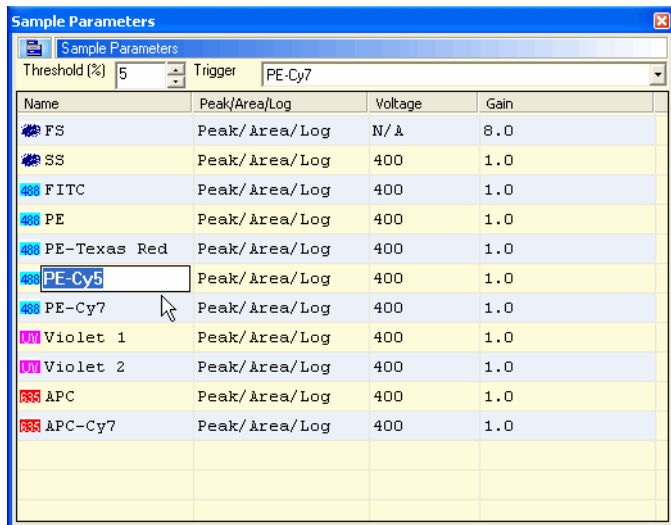 Sample Parameters
Sample Parameters
Threshold (%) 5 Trigger PE-Cy7
Name Peak/Area/Log Voltage Gain
FS Peak/Area/Log N/A 8.0
SS Peak/Area/Log 400 1.0
488 FITC Peak/Area/Log 400 1.0
488 PE Peak/Area/Log 400 1.0
488 PE-Texas Red Peak/Area/Log 400 1.0
488 PE-Cy5 Peak/Area/Log 400 1.0
488 PE-Cy7 Peak/Area/Log 400 1.0
UV Violet 1 Peak/Area/Log 400 1.0
UV Violet 2 Peak/Area/Log 400 1.0
635 APC Peak/Area/Log 400 1.0
635 APC-Cy7 Peak/Area/Log 400 1.0